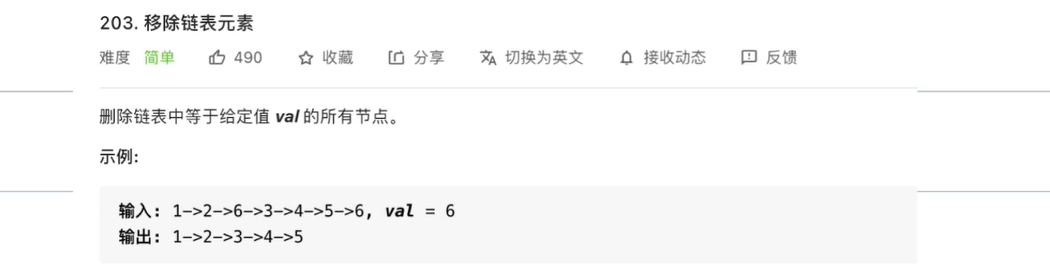 203. 移除链表元素
难度 简单 490 收藏 分享 切换为英文 接收动态 反馈
删除链表中等于给定值 val 的所有节点。
示例:
输入: 1->2->6->3->4->5->6, val = 6
输出: 1->2->3->4->5